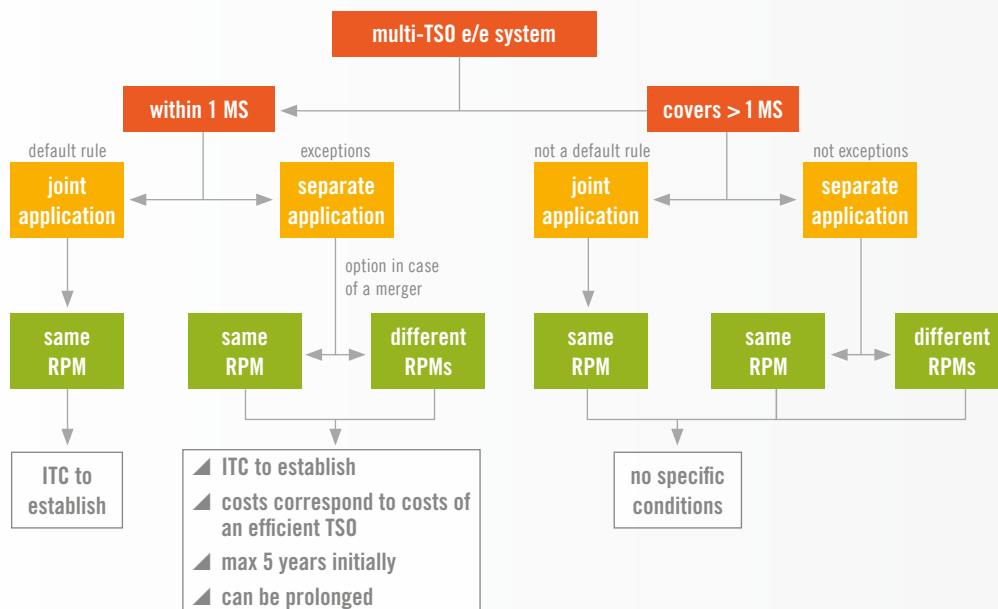 multi-TSO e/e system
within 1 MS
covers > 1 MS
default rule
exceptions
not a default rule
not exceptions
joint
application
separate
application
joint
application
separate
application
option in case
of a merger
same
RPM
same
RPM
different
RPMs
same
RPM
same
RPM
different
RPMs
ITC to
establish
ITC to establish
costs correspond to costs of
an efficient TSO
max 5 years initially
can be prolonged
no specific
conditions